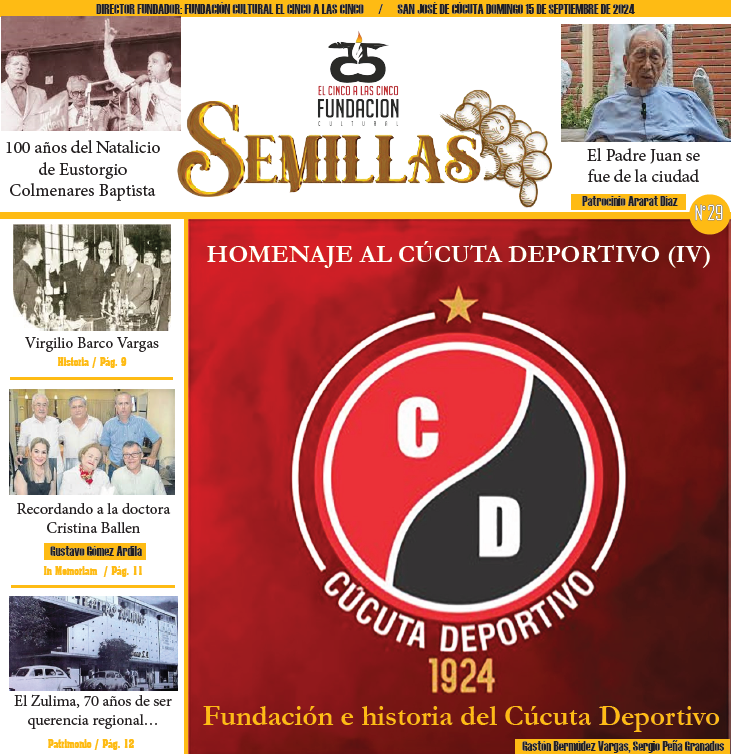 DIRECTOR FUNDADOR: FUNDACIÓN CULTURAL EL CINCO A LAS CINCO / SAN JOSÉ DE CÚCUTA DOMINGO 15 DE SEPTIEMBRE DE 2024
100 años del Natalicio
de Eustorgio
Colmenares Baptista
EL CINCO A LAS CINCO
FUNDACION
CULTURAL
SEMILLAS
El Padre Juan se
fue de la ciudad
Patrocinio Ararat Díaz
N°29
Virgilio Barco Vargas
Historia / Pág. 9
Recordando a la doctora
Cristina Ballen
Gustavo Gómez Ardila
In Memoriam / Pág. 11
El Zulima, 70 años de ser
querencia regional…
Patrimonio / Pág. 12
HOMENAJE AL CÚCUTA DEPORTIVO (IV)
C
D
CÚCUTA DEPORTIVO
1924
Fundación e historia del Cúcuta Deportivo
Gastón Bermúdez Vargas, Sergio Peña Granados